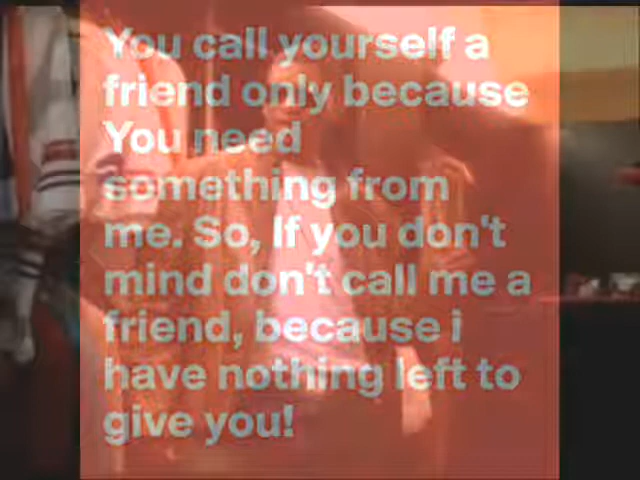 You call yourself a
friend only because
You need
something from
me. So, If you don't
mind don't call me a
friend, because i
have nothing left to
give you!